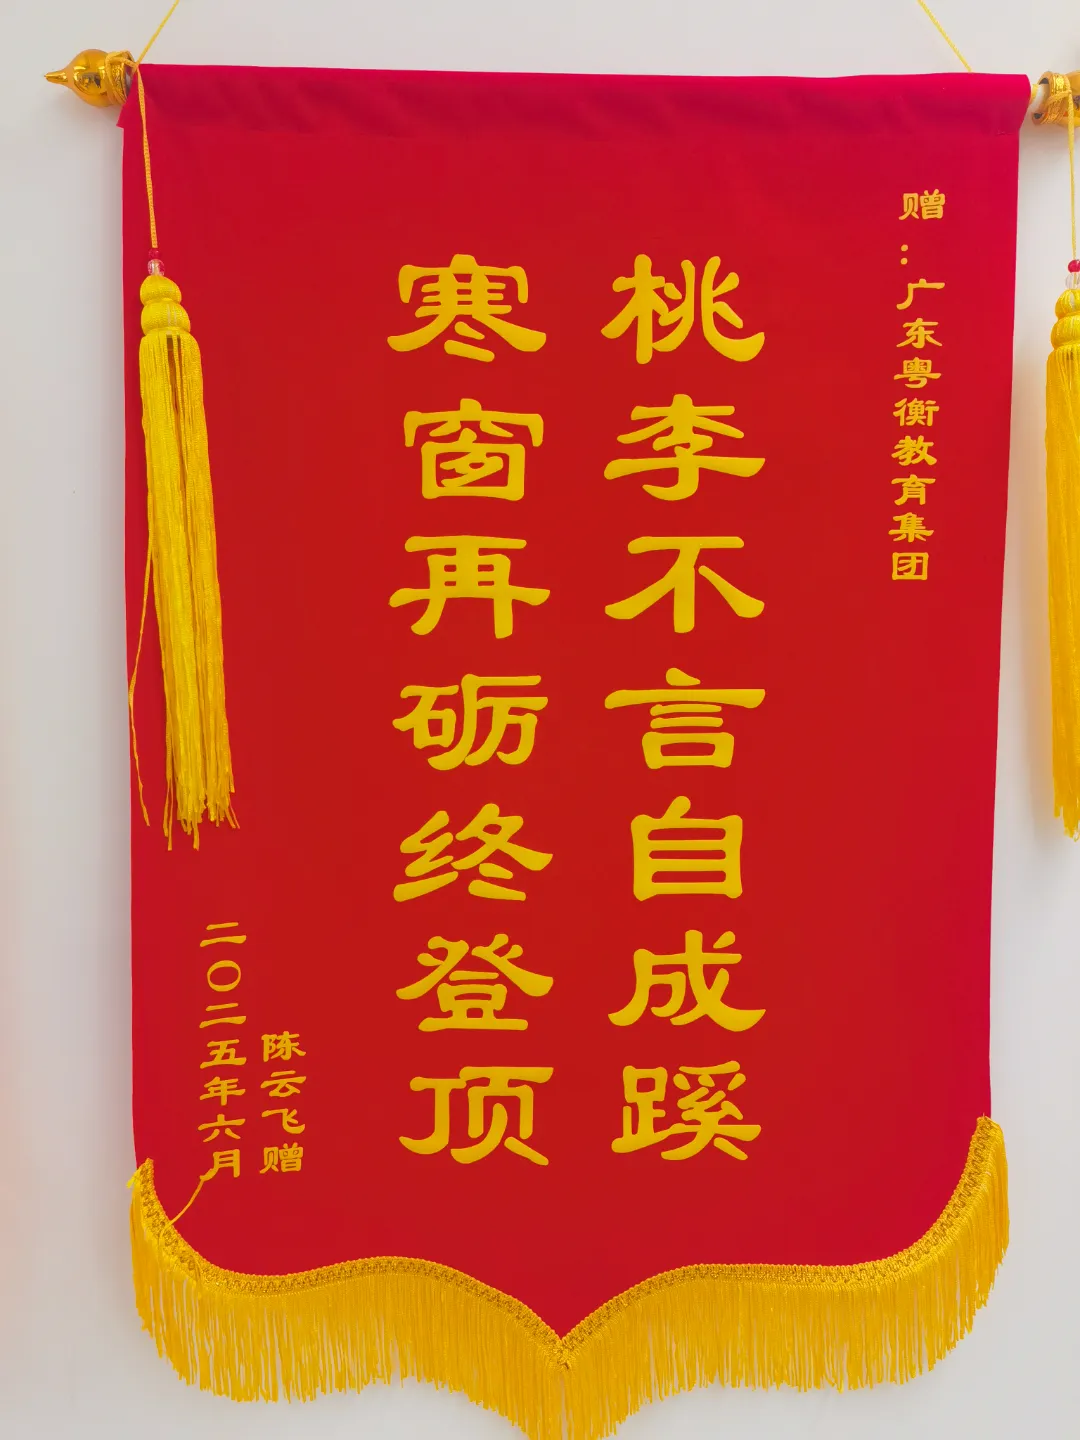 赠：广东粤衡教育集团
桃李不言自成蹊
寒窗再砺终登顶
陈云飞赠
二〇二五年六月